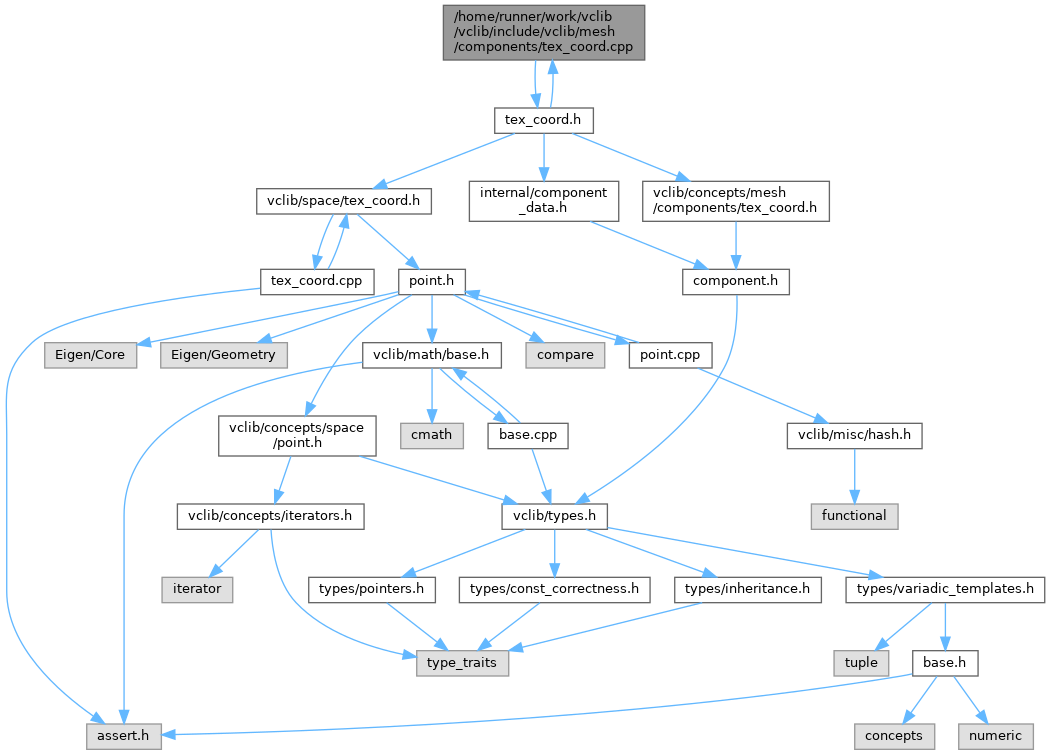 /home/runner/work/vclib
/vclib/include/vclib/mesh
/components/tex_coord.cpp
tex_coord.h
vclib/space/tex_coord.h
internal/component
_data.h
vclib/concepts/mesh
/components/tex_coord.h
tex_coord.cpp
point.h
component.h
Eigen/Core
Eigen/Geometry
vclib/math/base.h
compare
point.cpp
vclib/concepts/space
/point.h
cmath
base.cpp
vclib/misc/hash.h
vclib/concepts/iterators.h
vclib/types.h
functional
iterator
types/pointers.h
types/const_correctness.h
types/inheritance.h
types/variadic_templates.h
type_traits
tuple
base.h
assert.h
concepts
numeric